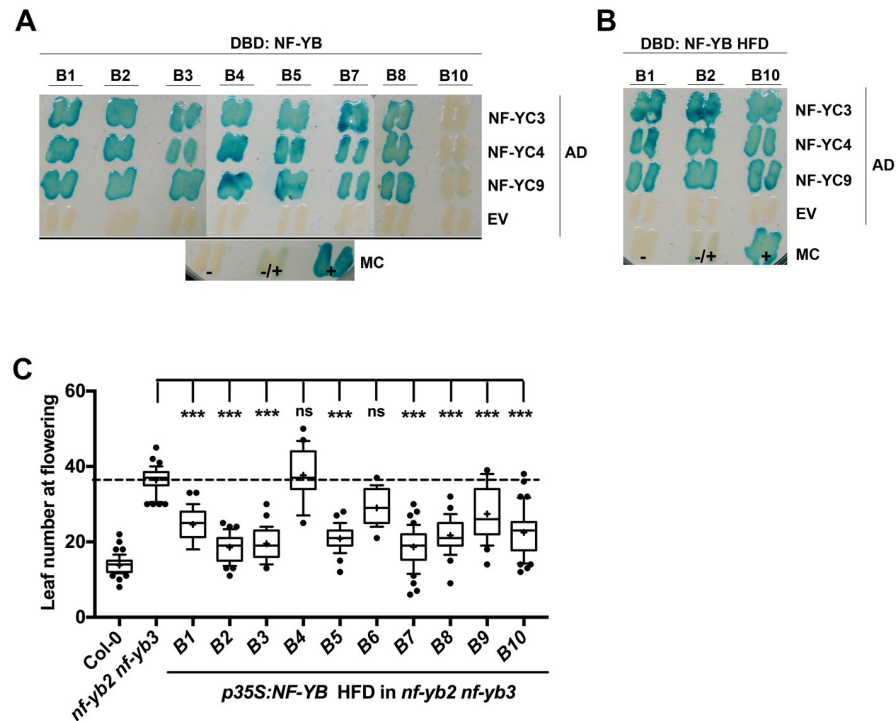 A
DBD: NF-YB
B1 B2 B3 B4 B5 B7 B8 B10
NF-YC3
NF-YC4
NF-YC9
EV
AD
- -/+ + MC
B
DBD: NF-YB HFD
B1 B2 B10
NF-YC3
NF-YC4
NF-YC9
EV
AD
- -/+ + MC
C
Leaf number at flowering
60
40
20
0
*** *** *** ns *** ns *** *** *** ***
Col-0 nf-yb2 nf-yb3 B1 B2 B3 B4 B5 B6 B7 B8 B9 B10
p35S:NF-YB HFD in nf-yb2 nf-yb3